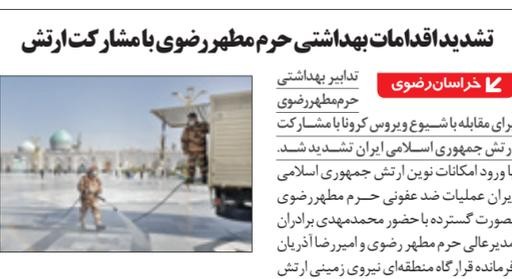 تشدید اقدامات بهداشتی حرم مطهر رضوی با مشارکت ارتش
خراسان رضوی
تدابیر بهداشتی
حرم مطهر رضوی
برای مقابله با شیوع ویروس کرونا با مشارکت
ارتش جمهوری اسلامی ایران تشدید شد.
با ورود امکانات نوین ارتش جمهوری اسلامی
ایران عملیات ضد عفونی حرم مطهر رضوی
بصورت گسترده با حضور محمدمهدی برادران
مدیرعالی حرم مطهر رضوی و امیر رضا آذریان
فرمانده قرارگاه منطقه‌ای نیروی زمینی ارتش